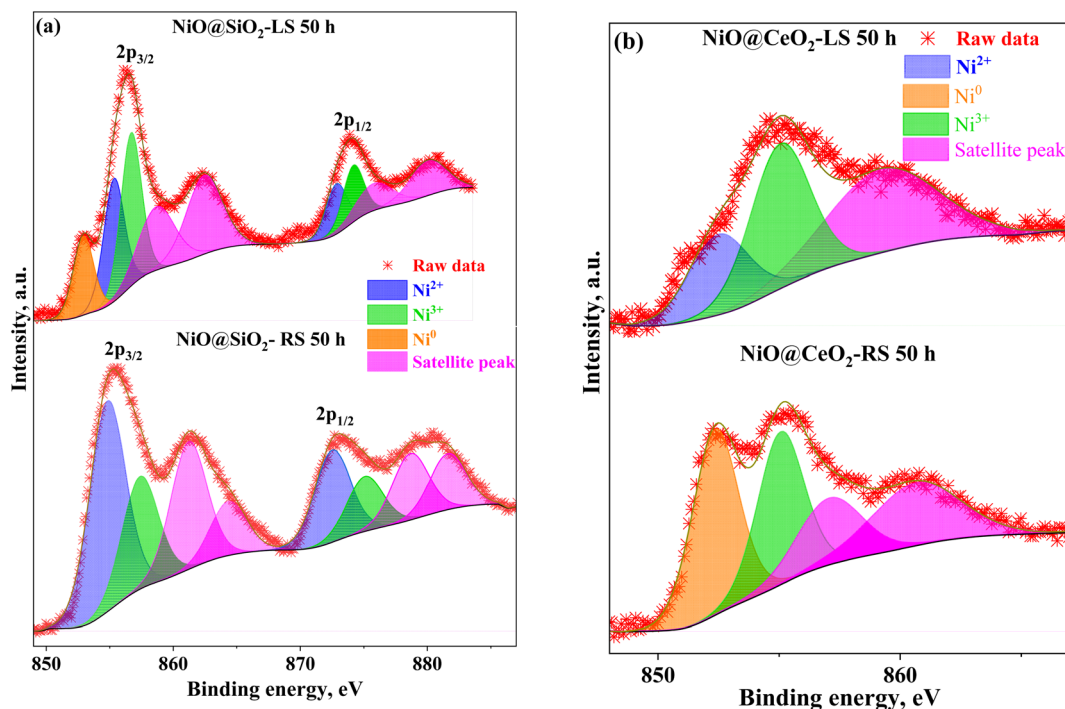 (a)
NiO@SiO₂-LS 50 h
2p₃/₂
2p₁/₂
Raw data
Ni²⁺
Ni³⁺
Ni⁰
Satellite peak
NiO@SiO₂- RS 50 h
2p₃/₂
2p₁/₂
Intensity, a.u.
850 860 870 880
Binding energy, eV
(b)
NiO@CeO₂-LS 50 h
Raw data
Ni²⁺
Ni⁰
Ni³⁺
Satellite peak
NiO@CeO₂-RS 50 h
Intensity, a.u.
850 860
Binding energy, eV